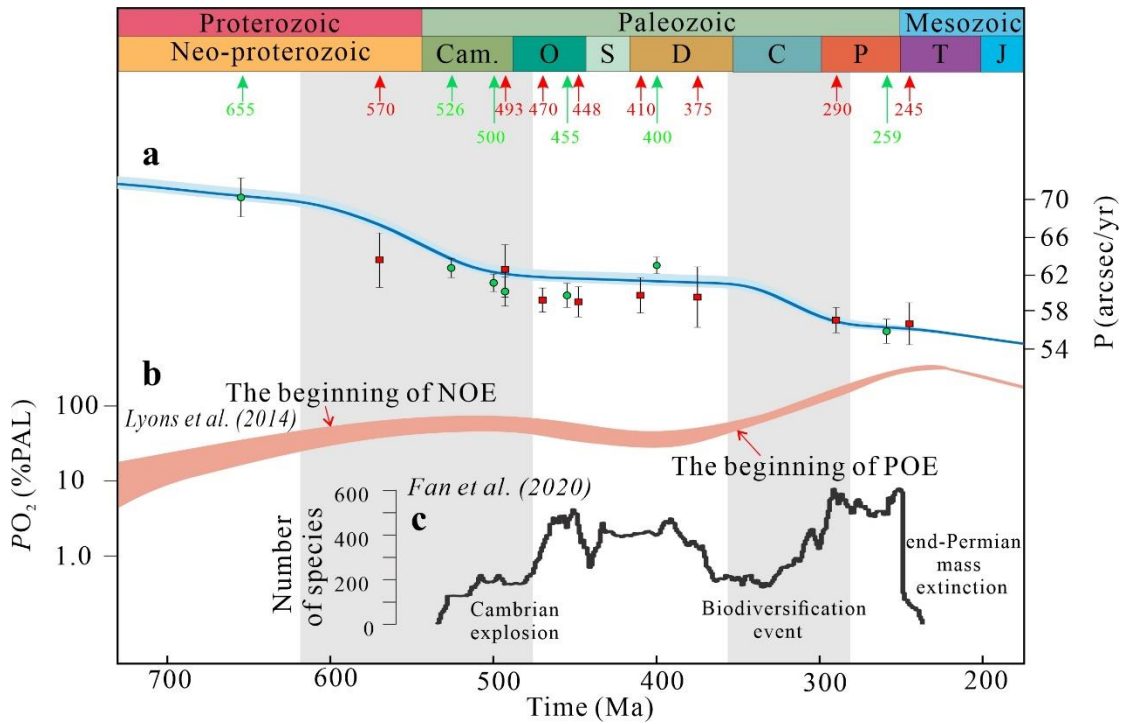 Proterozoic Paleozoic Mesozoic
Neo-proterozoic Cam. O S D C P T J
655 570 526 493 470 448 410 375 290 245
500 455 400 259
a
70
66
62
58
54
P (arcsec/yr)
b
The beginning of NOE
Lyons et al. (2014)
100
10
1.0
PO₂ (%PAL)
The beginning of POE
Fan et al. (2020)
c
600
400
200
0
Number
of species
Cambrian
explosion
Biodiversification
event
end-Permian
mass
extinction
700 600 500 400 300 200
Time (Ma)